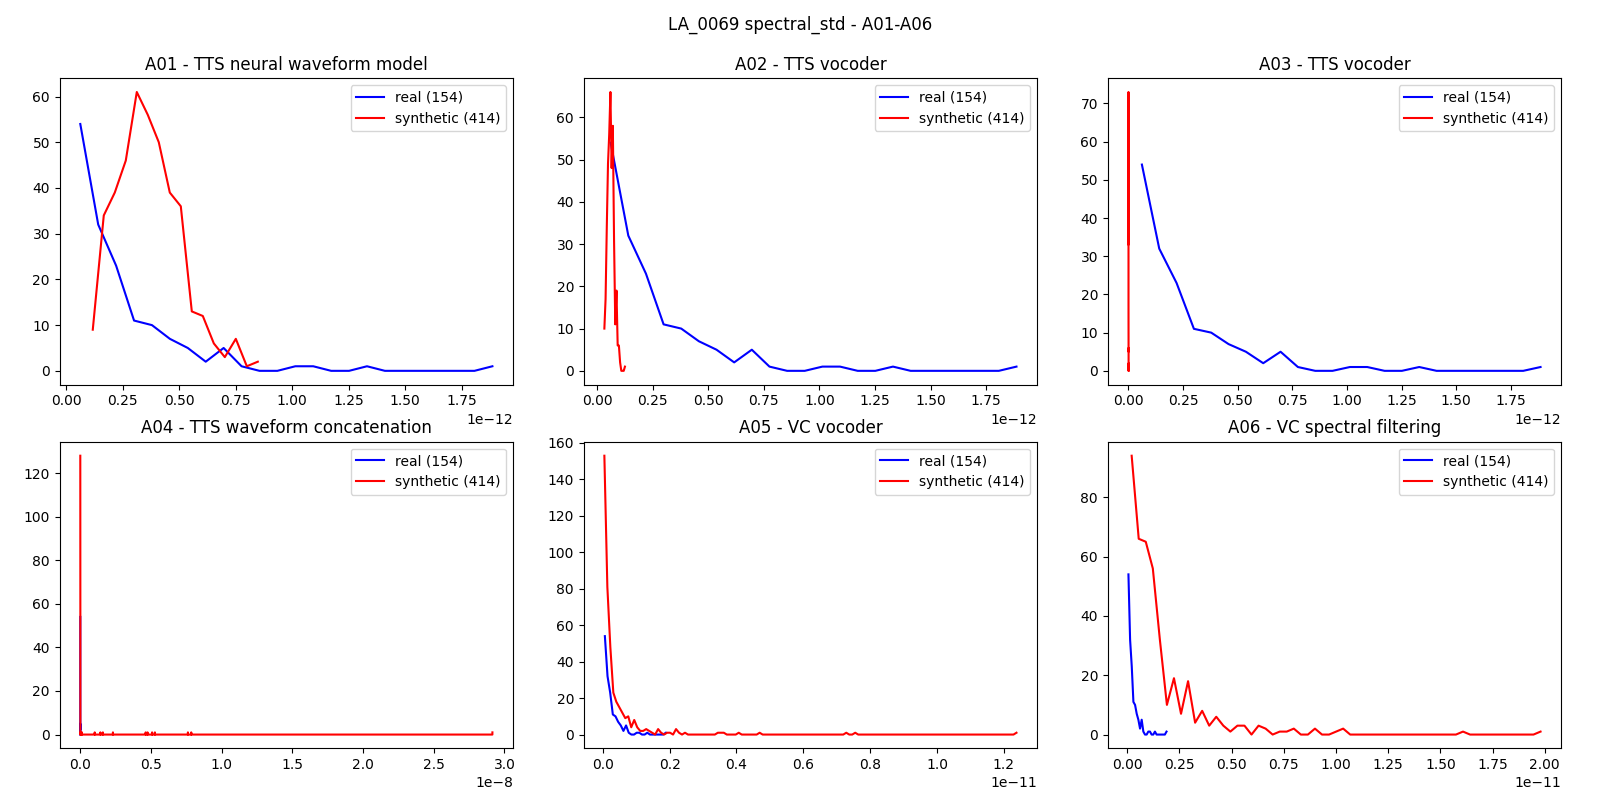 LA_0069 spectral_std - A01-A06
A01 - TTS neural waveform model
60
50
40
30
20
10
0
real (154)
synthetic (414)
0.00 0.25 0.50 0.75 1.00 1.25 1.50 1.75
1e−12
A02 - TTS vocoder
60
50
40
30
20
10
0
real (154)
synthetic (414)
0.00 0.25 0.50 0.75 1.00 1.25 1.50 1.75
1e−12
A03 - TTS vocoder
70
60
50
40
30
20
10
0
real (154)
synthetic (414)
0.00 0.25 0.50 0.75 1.00 1.25 1.50 1.75
1e−12
A04 - TTS waveform concatenation
120
100
80
60
40
20
0
real (154)
synthetic (414)
0.0 0.5 1.0 1.5 2.0 2.5 3.0
1e−8
A05 - VC vocoder
160
140
120
100
80
60
40
20
0
real (154)
synthetic (414)
0.0 0.2 0.4 0.6 0.8 1.0 1.2
1e−11
A06 - VC spectral filtering
80
60
40
20
0
real (154)
synthetic (414)
0.00 0.25 0.50 0.75 1.00 1.25 1.50 1.75 2.00
1e−11